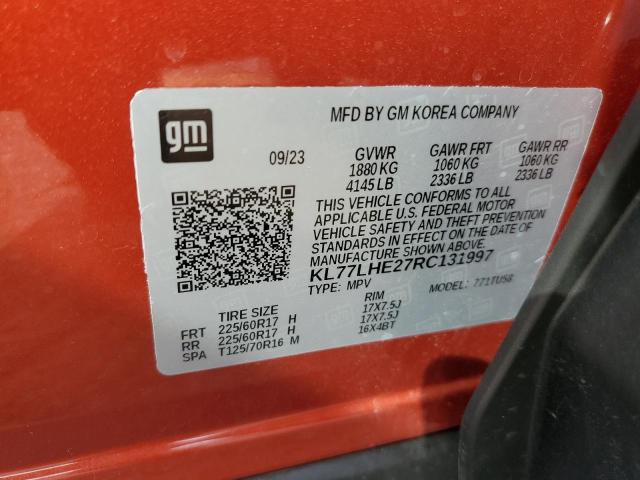 gm
MFD BY GM KOREA COMPANY
09/23 GVWR GAWR FRT GAWR RR
1880 KG 1060 KG 1060 KG
4145 LB 2336 LB 2336 LB
THIS VEHICLE CONFORMS TO ALL
APPLICABLE U.S. FEDERAL MOTOR
VEHICLE SAFETY AND THEFT PREVENTION
STANDARDS IN EFFECT ON THE DATE OF
MANUFACTURE SHOWN ABOVE.
KL77LHE27RC131997
TYPE: MPV MODEL: 771TU58
TIRE SIZE RIM
FRT 225/60R17 H 17X7.5J
RR 225/60R17 H 17X7.5J
SPA T125/70R16 M 16X4BT